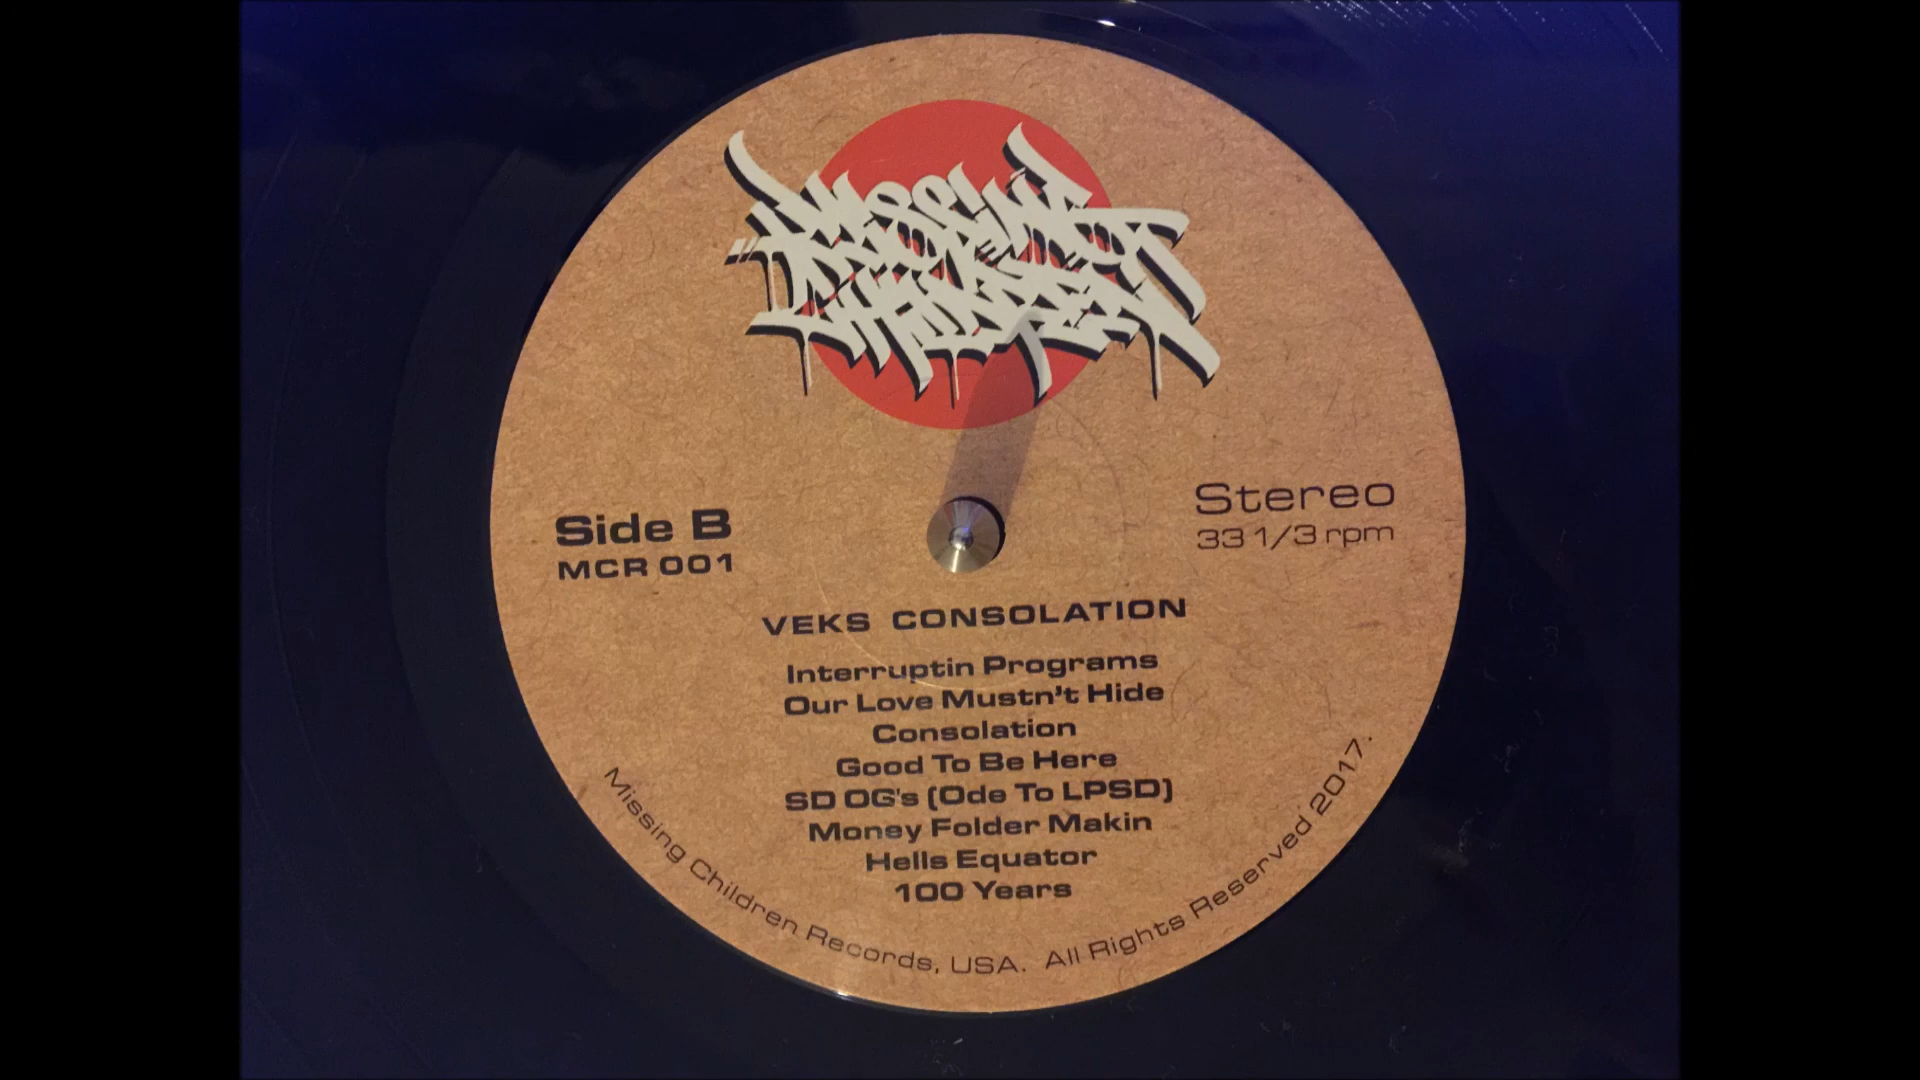 MISSING
CHILDREN
Side B
MCR 001
Stereo
33 1/3 rpm
VEKS CONSOLATION
Interruptin Programs
Our Love Mustn't Hide
Consolation
Good To Be Here
SD OG's (Ode To LPSD)
Money Folder Makin
Hells Equator
100 Years
Missing Children Records, USA. All Rights Reserved 2017.